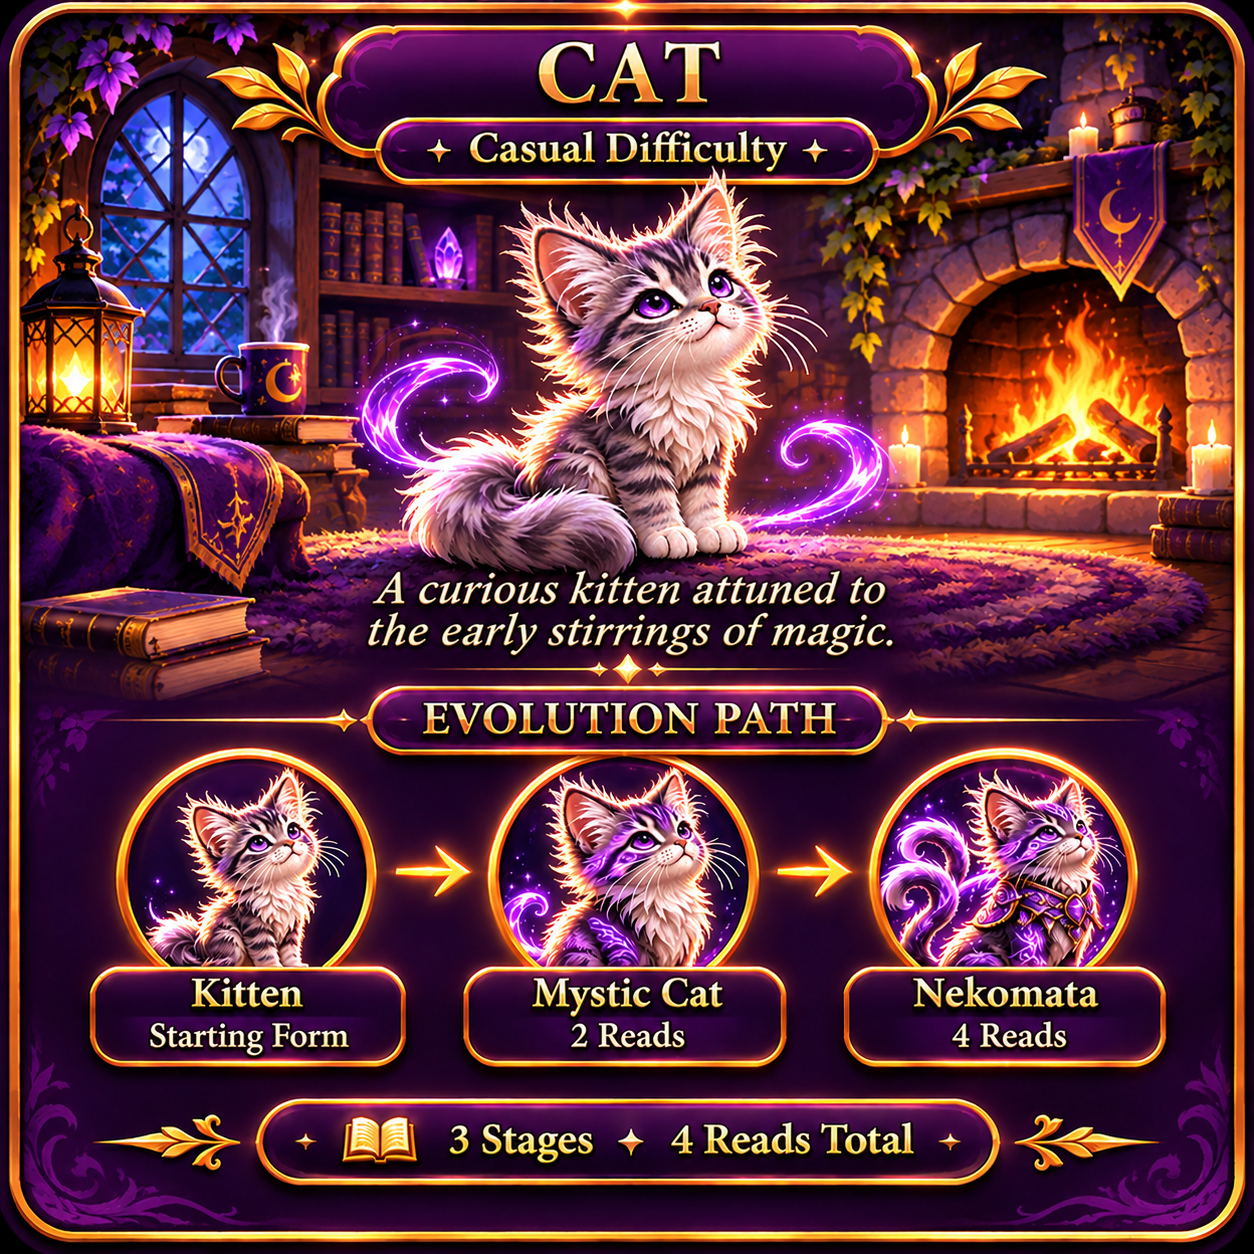 CAT
Casual Difficulty
A curious kitten attuned to
the early stirrings of magic.
EVOLUTION PATH
Kitten
Starting Form
Mystic Cat
2 Reads
Nekomata
4 Reads
3 Stages ✦ 4 Reads Total